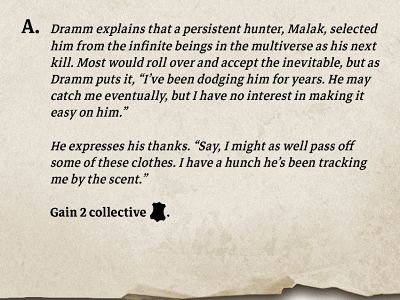 A. Dramm explains that a persistent hunter, Malak, selected
him from the infinite beings in the multiverse as his next
kill. Most would roll over and accept the inevitable, but as
Dramm puts it, “I’ve been dodging him for years. He may
catch me eventually, but I have no interest in making it
easy on him.”
He expresses his thanks. “Say, I might as well pass off
some of these clothes. I have a hunch he’s been tracking
me by the scent.”
Gain 2 collective .